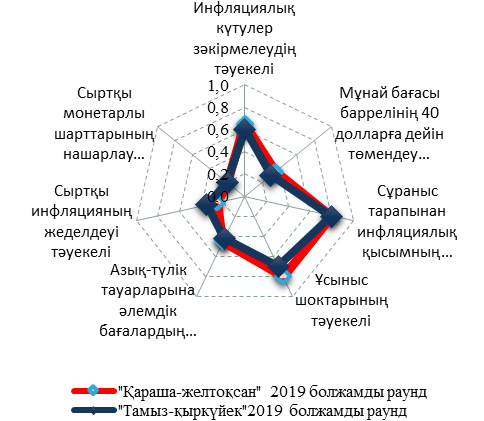 Инфляциялық
күтулер
зәкірмелеудің
тәуекелі
Мұнай бағасы
баррелінің 40
долларға дейін
төмендеу...
Сұраныс
тарапынан
инфляциялық
қысымның...
Ұсыныс
шоктарының
тәуекелі
Азық-түлік
тауарларына
әлемдік
бағалардың...
Сыртқы
инфляцияның
жеделдеуі
тәуекелі
Сыртқы
монетарлы
шарттарының
нашарлау...
1,0
0,8
0,6
0,4
0,2
0,0
"Қараша-желтоқсан" 2019 болжамды раунд
"Тамыз-қыркүйек"2019 болжамды раунд